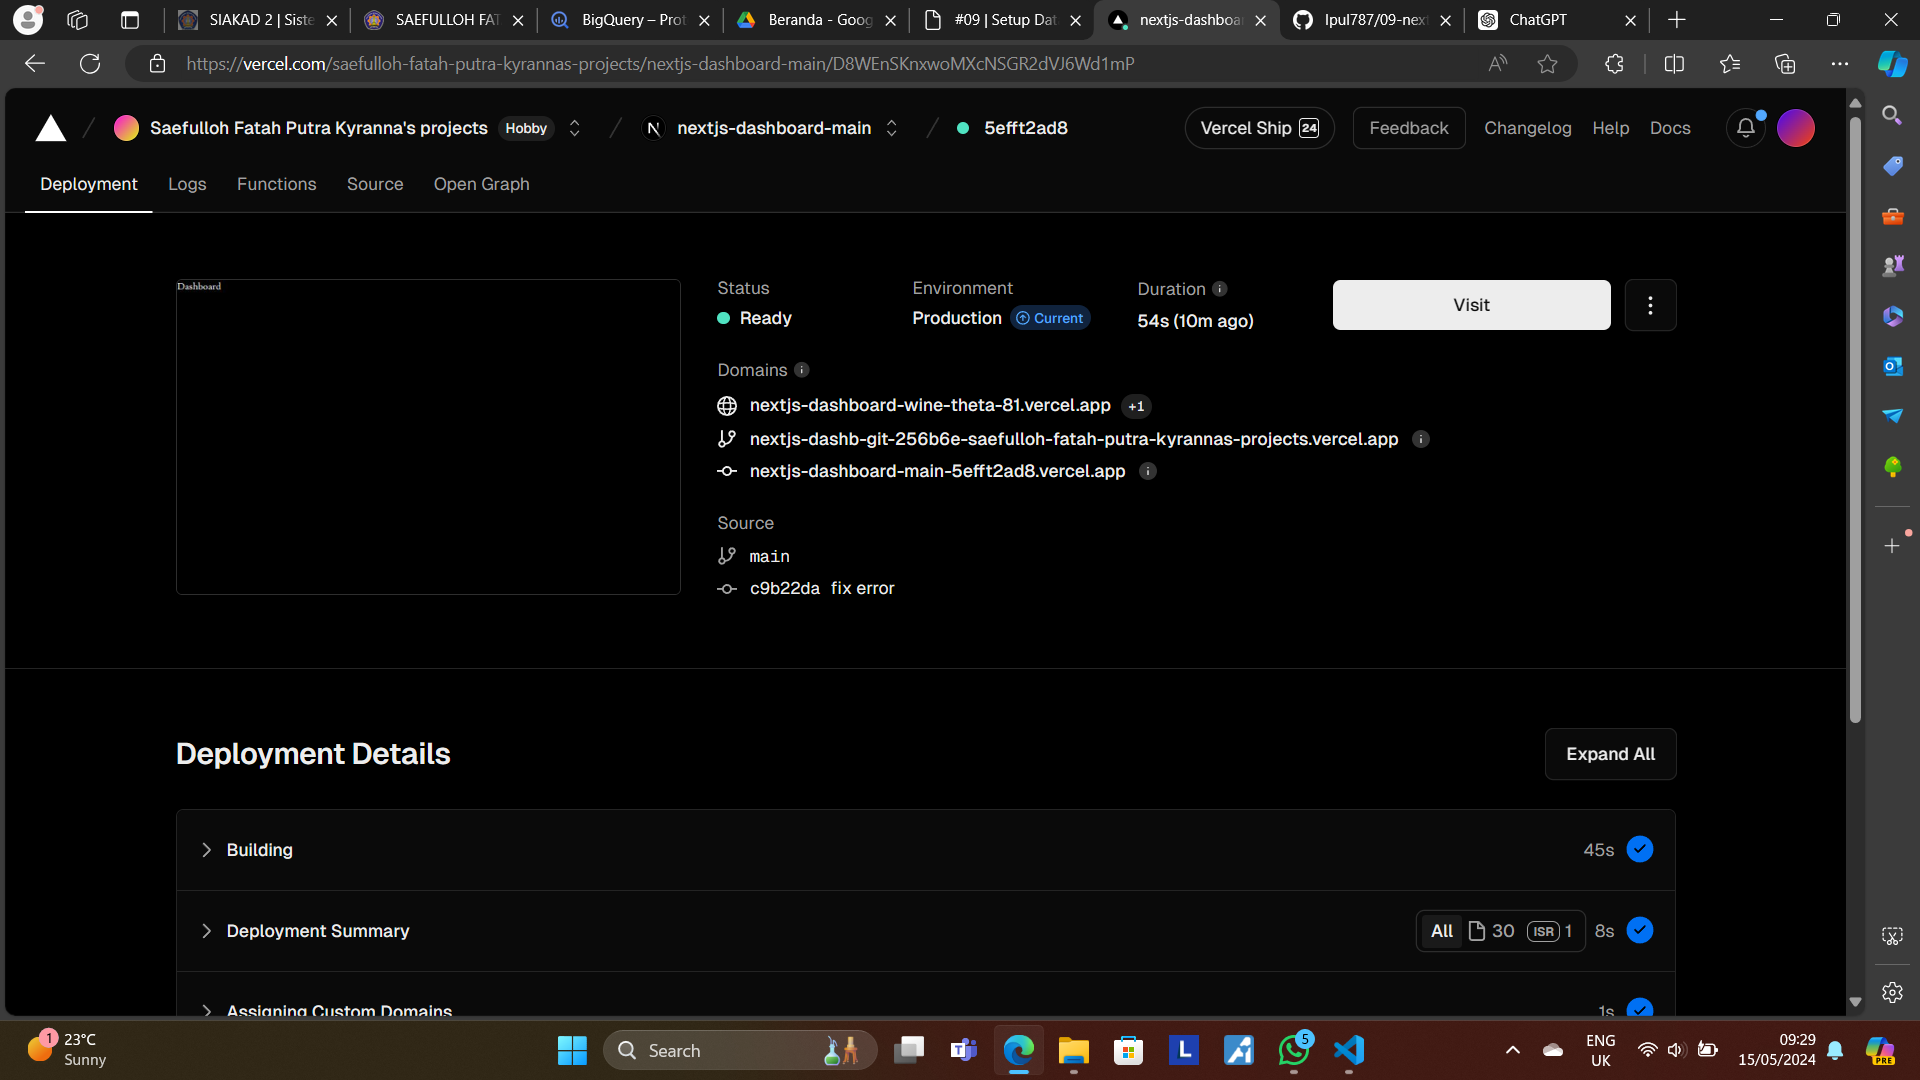 SIAKAD 2 | Siste
SAEFULLOH FAT
BigQuery – Prot
Beranda - Goog
#09 | Setup Dat
nextjs-dashboar
Ipul787/09-next
ChatGPT
https://vercel.com/saefulloh-fatah-putra-kyrannas-projects/nextjs-dashboard-main/D8WEnSKnxwoMXcNSGR2dVJ6Wd1mP
Saefulloh Fatah Putra Kyranna's projects Hobby
nextjs-dashboard-main
5efft2ad8
Vercel Ship 24
Feedback
Changelog
Help
Docs
Deployment
Logs
Functions
Source
Open Graph
Dashboard
Status
Ready
Environment
Production Current
Duration
54s (10m ago)
Visit
Domains
nextjs-dashboard-wine-theta-81.vercel.app +1
nextjs-dashb-git-256b6e-saefulloh-fatah-putra-kyrannas-projects.vercel.app
nextjs-dashboard-main-5efft2ad8.vercel.app
Source
main
c9b22da fix error
Deployment Details
Expand All
Building
45s
Deployment Summary
All 30 ISR 1 8s
Assigning Custom Domains
1s
1
23°C
Sunny
Search
5
ENG
UK
09:29
15/05/2024
PRE